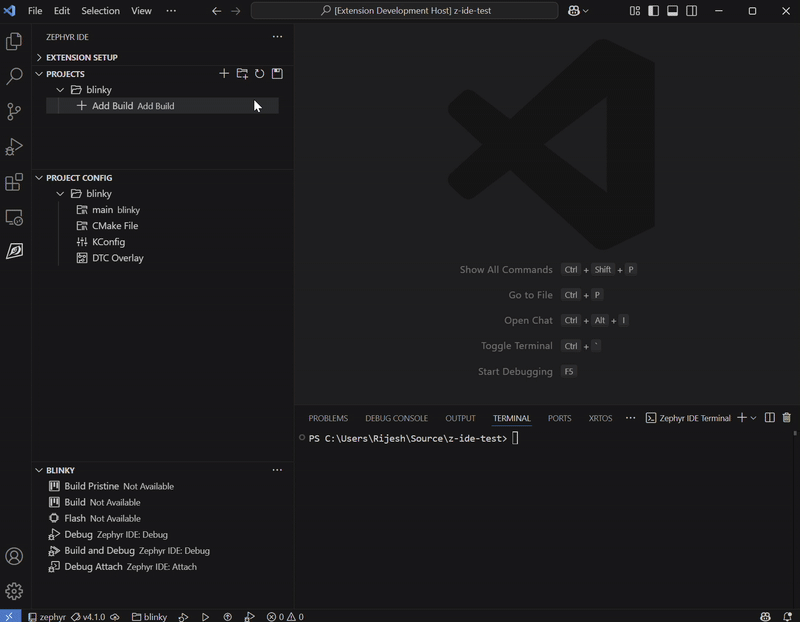 File Edit Selection View ··· [Extension Development Host] z-ide-test
ZEPHYR IDE
EXTENSION SETUP
PROJECTS
blinky
Add Build Add Build
PROJECT CONFIG
blinky
main blinky
CMake File
KConfig
DTC Overlay
Show All Commands Ctrl + Shift + P
Go to File Ctrl + P
Open Chat Ctrl + Alt + I
Toggle Terminal Ctrl + `
Start Debugging F5
PROBLEMS DEBUG CONSOLE OUTPUT TERMINAL PORTS XRTOS ··· Zephyr IDE Terminal
PS C:\Users\Rijesh\Source\z-ide-test>
BLINKY
Build Pristine Not Available
Build Not Available
Flash Not Available
Debug Zephyr IDE: Debug
Build and Debug Zephyr IDE: Debug
Debug Attach Zephyr IDE: Attach
zephyr v4.1.0 blinky 0 0